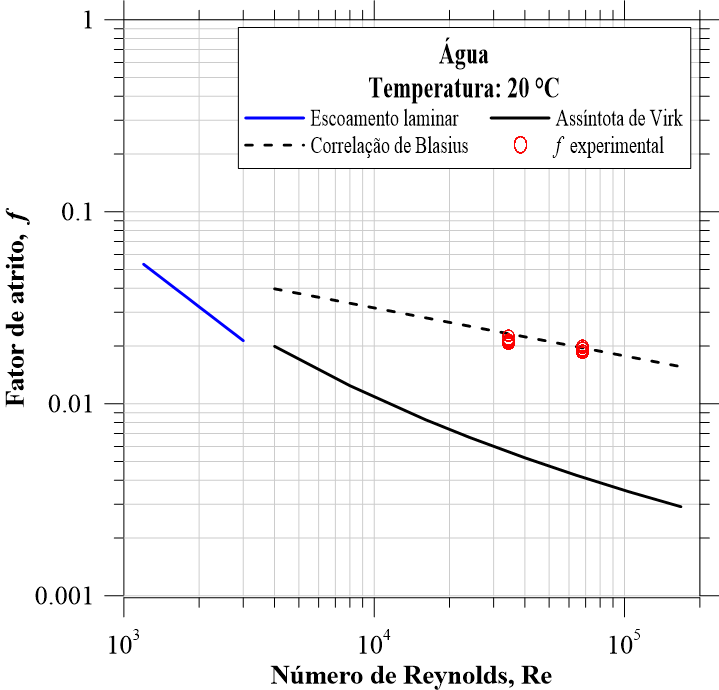 Água
Temperatura: 20 °C
Escoamento laminar
Assíntota de Virk
Correlação de Blasius
f experimental
1
0.1
0.01
0.001
Fator de atrito, f
10³
10⁴
10⁵
Número de Reynolds, Re